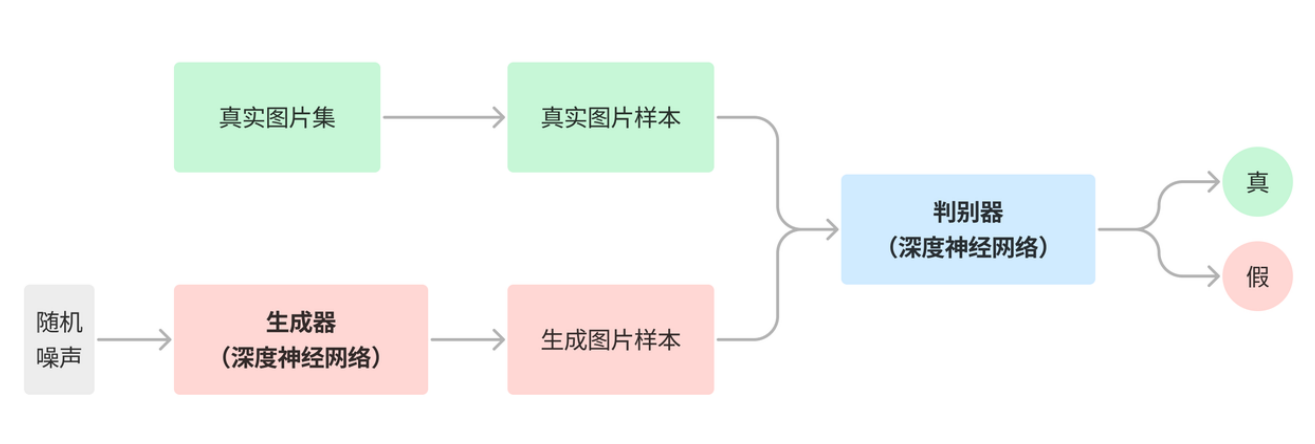 真实图片集
真实图片样本
随机
噪声
生成器
（深度神经网络）
生成图片样本
判别器
（深度神经网络）
真
假